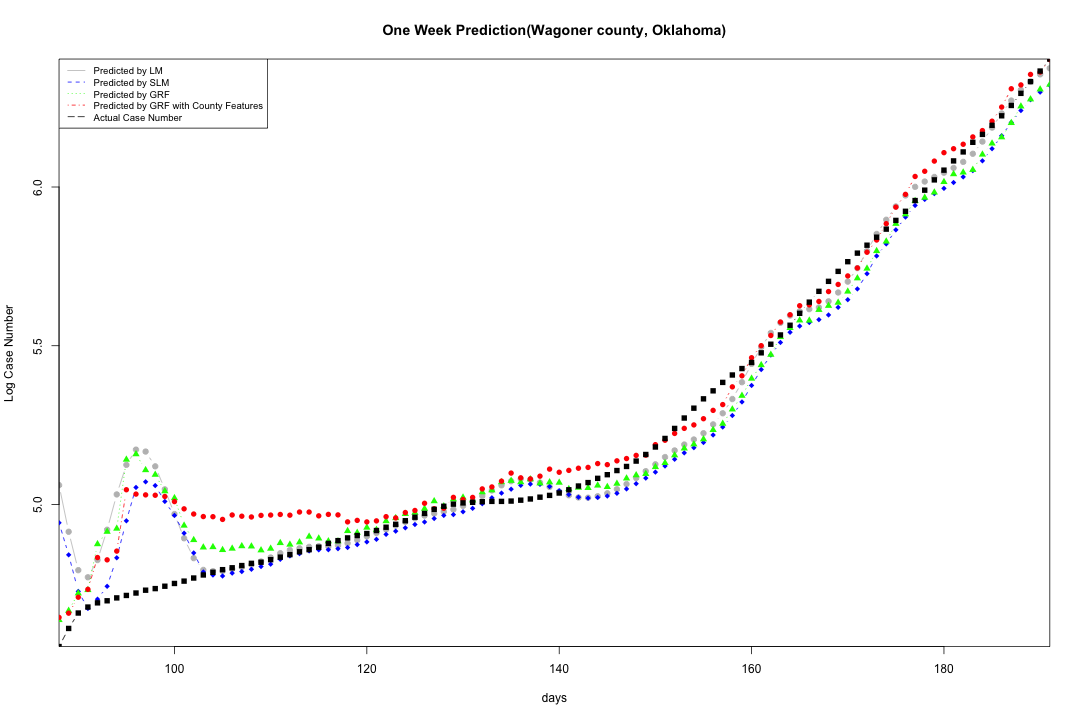 One Week Prediction(Wagoner county, Oklahoma)
Predicted by LM
Predicted by SLM
Predicted by GRF
Predicted by GRF with County Features
Actual Case Number
Log Case Number
6.0
5.5
5.0
100 120 140 160 180
days